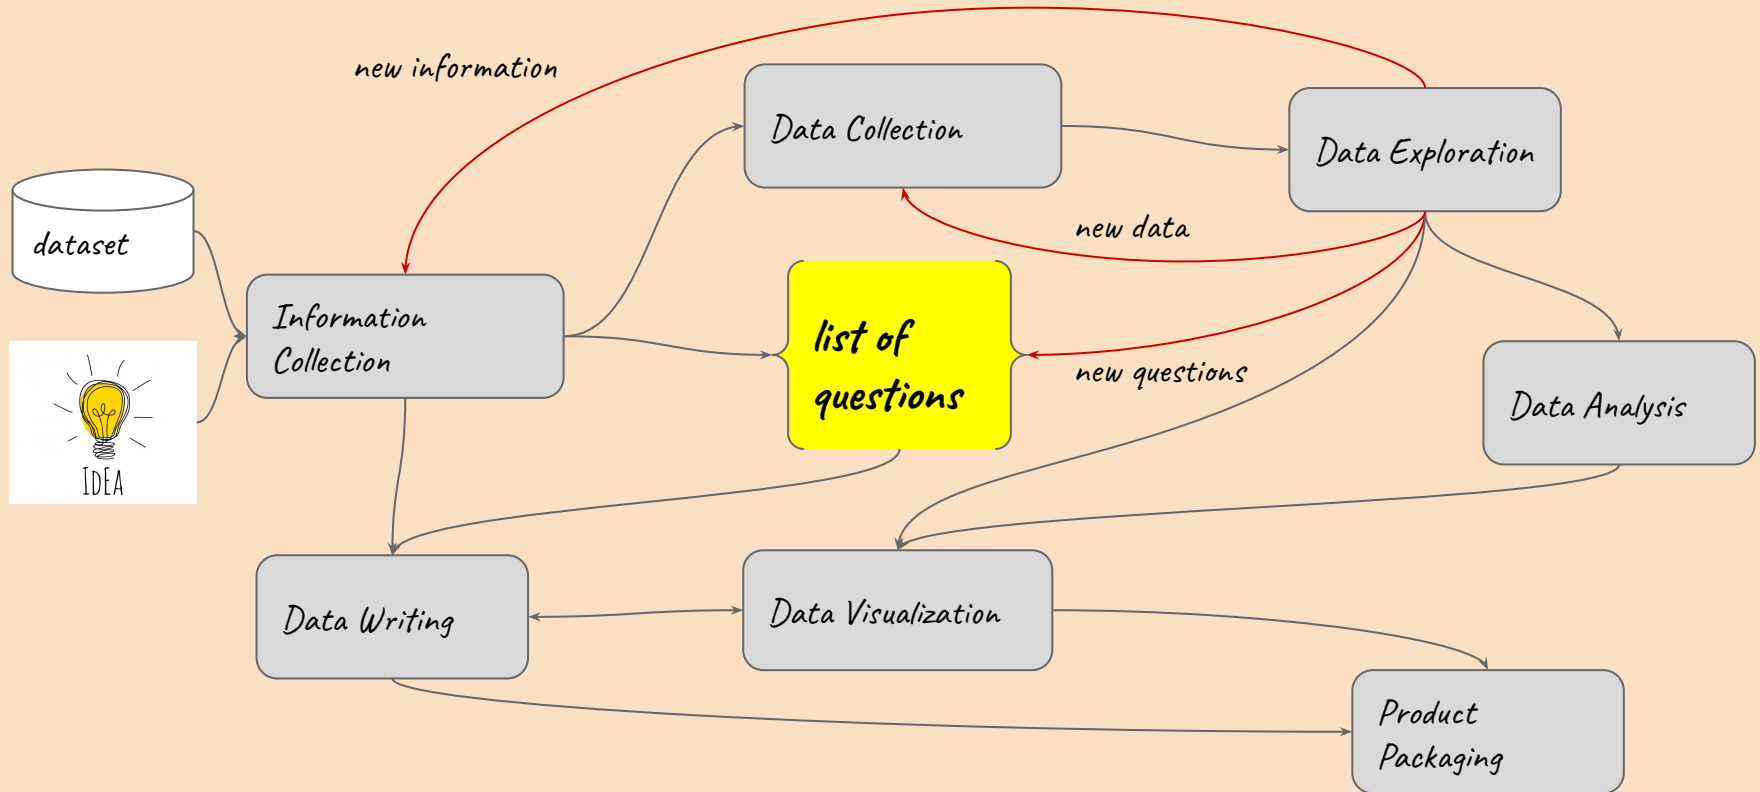 new information
Data Collection
Data Exploration
dataset
new data
Information
Collection
list of
questions
new questions
Data Analysis
IdEA
Data Writing
Data Visualization
Product
Packaging